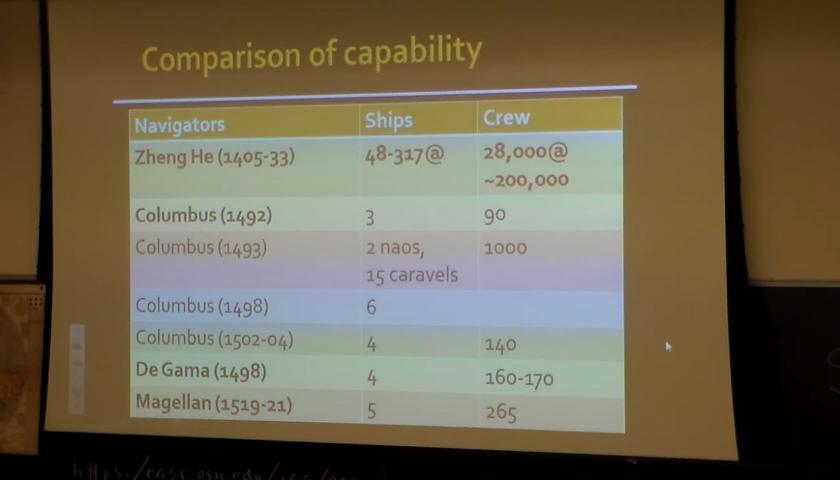 Comparison of capability
Navigators Ships Crew
Zheng He (1405-33) 48-317@ 28,000@
~200,000
Columbus (1492) 3 90
Columbus (1493) 2 naos, 1000
15 caravels
Columbus (1498) 6
Columbus (1502-04) 4 140
De Gama (1498) 4 160-170
Magellan (1519-21) 5 265